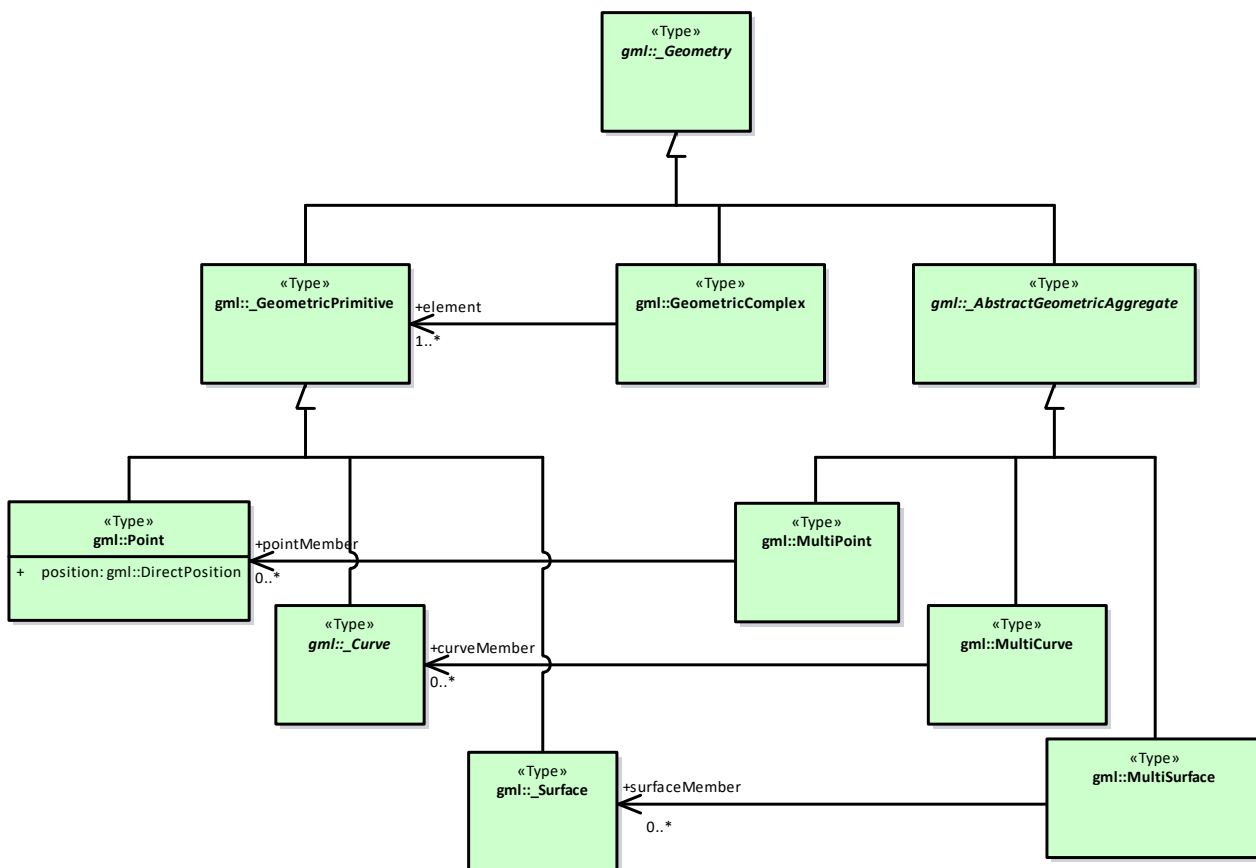 «Type»
gml::_Geometry
«Type»
gml::_GeometricPrimitive
«Type»
gml::GeometricComplex
«Type»
gml::_AbstractGeometricAggregate
+element
1..*
«Type»
gml::Point
+ position: gml::DirectPosition
«Type»
gml::MultiPoint
+pointMember
0..*
«Type»
gml::_Curve
«Type»
gml::MultiCurve
+curveMember
0..*
«Type»
gml::_Surface
«Type»
gml::MultiSurface
+surfaceMember
0..*